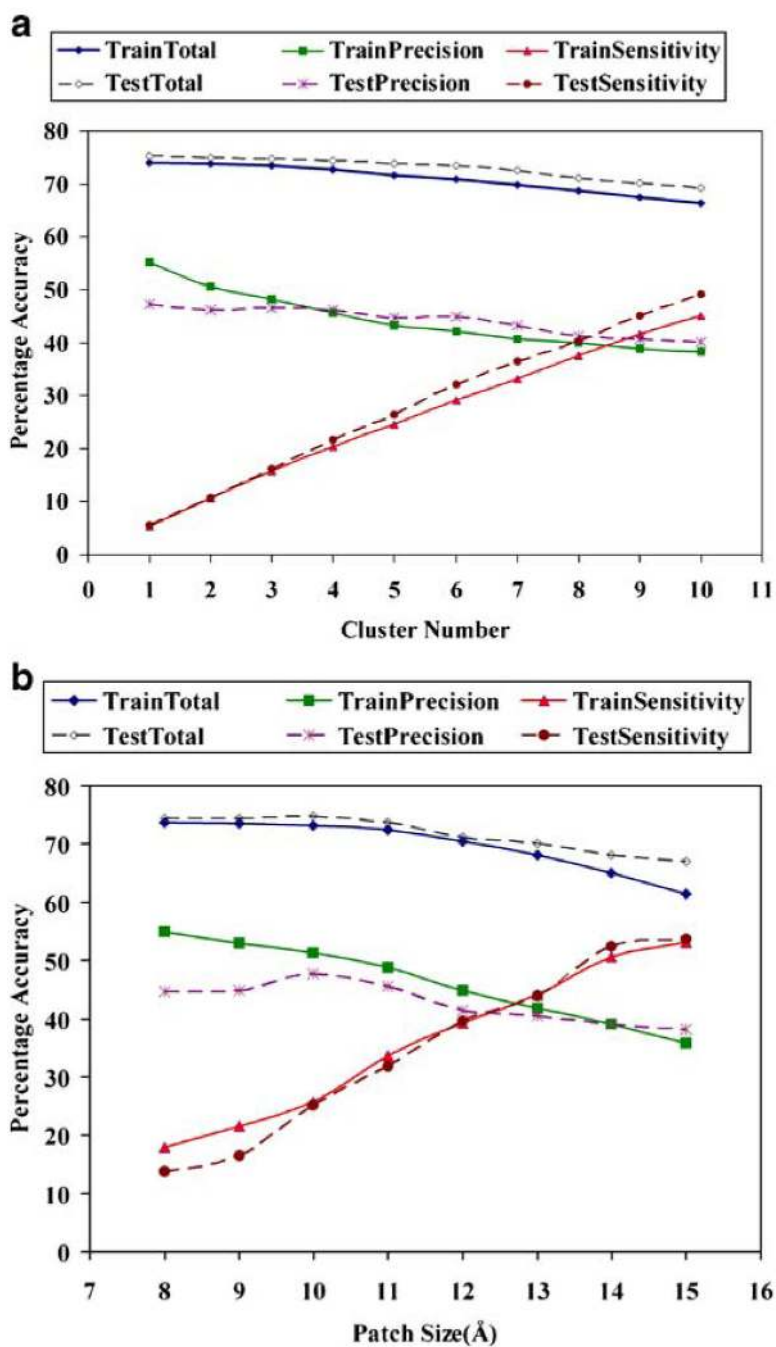 a
TrainTotal TrainPrecision TrainSensitivity
TestTotal TestPrecision TestSensitivity
80
70
60
50
40
30
20
10
0
Percentage Accuracy
0 1 2 3 4 5 6 7 8 9 10 11
Cluster Number
b
TrainTotal TrainPrecision TrainSensitivity
TestTotal TestPrecision TestSensitivity
80
70
60
50
40
30
20
10
0
Percentage Accuracy
7 8 9 10 11 12 13 14 15 16
Patch Size(Å)